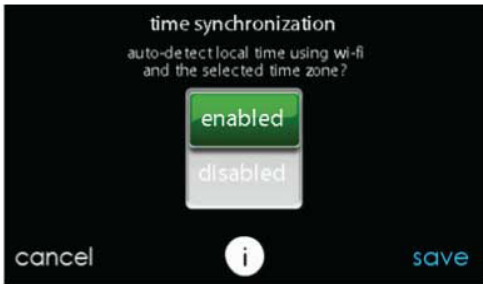 time synchronization
auto-detect local time using wi-fi
and the selected time zone?
enabled
disabled
cancel
i
save